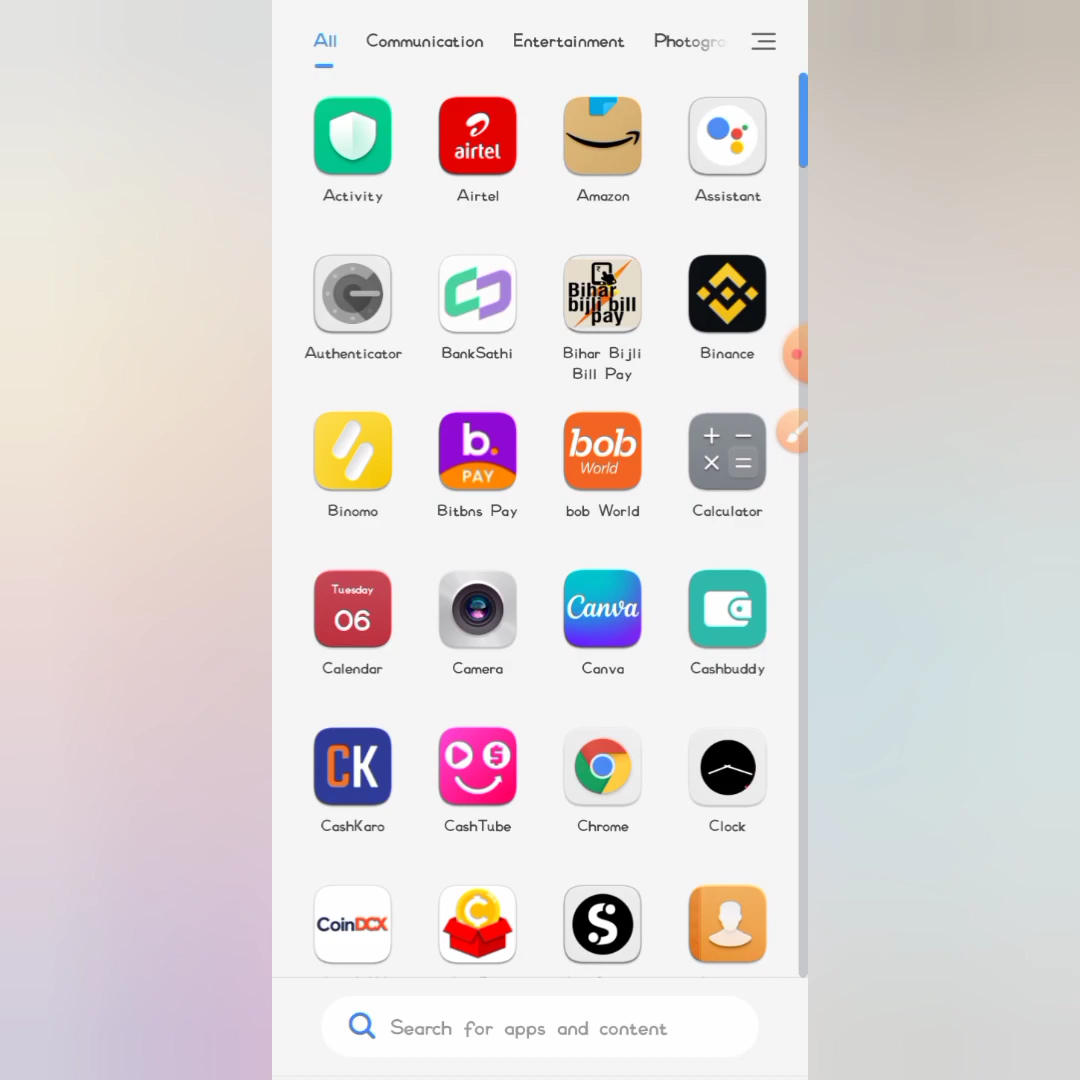 All Communication Entertainment Photogra
airtel
Activity Airtel Amazon Assistant
Bihar
bijli bill
pay
Authenticator BankSathi Bihar Bijli Bill Pay Binance
b.
PAY
bob
World
Binomo Bitbns Pay bob World Calculator
Tuesday
06
Canva
Calendar Camera Canva Cashbuddy
CK
CashKaro CashTube Chrome Clock
CoinDCX
Search for apps and content